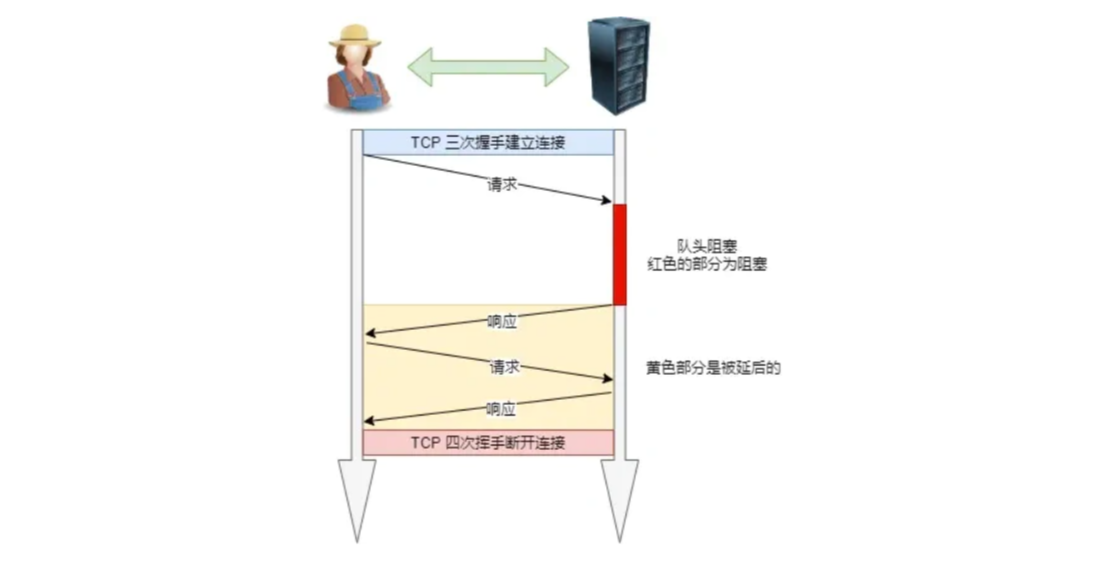 TCP 三次握手建立连接
请求
队头阻塞
红色的部分为阻塞
响应
请求
黄色部分是被延后的
响应
TCP 四次挥手断开连接